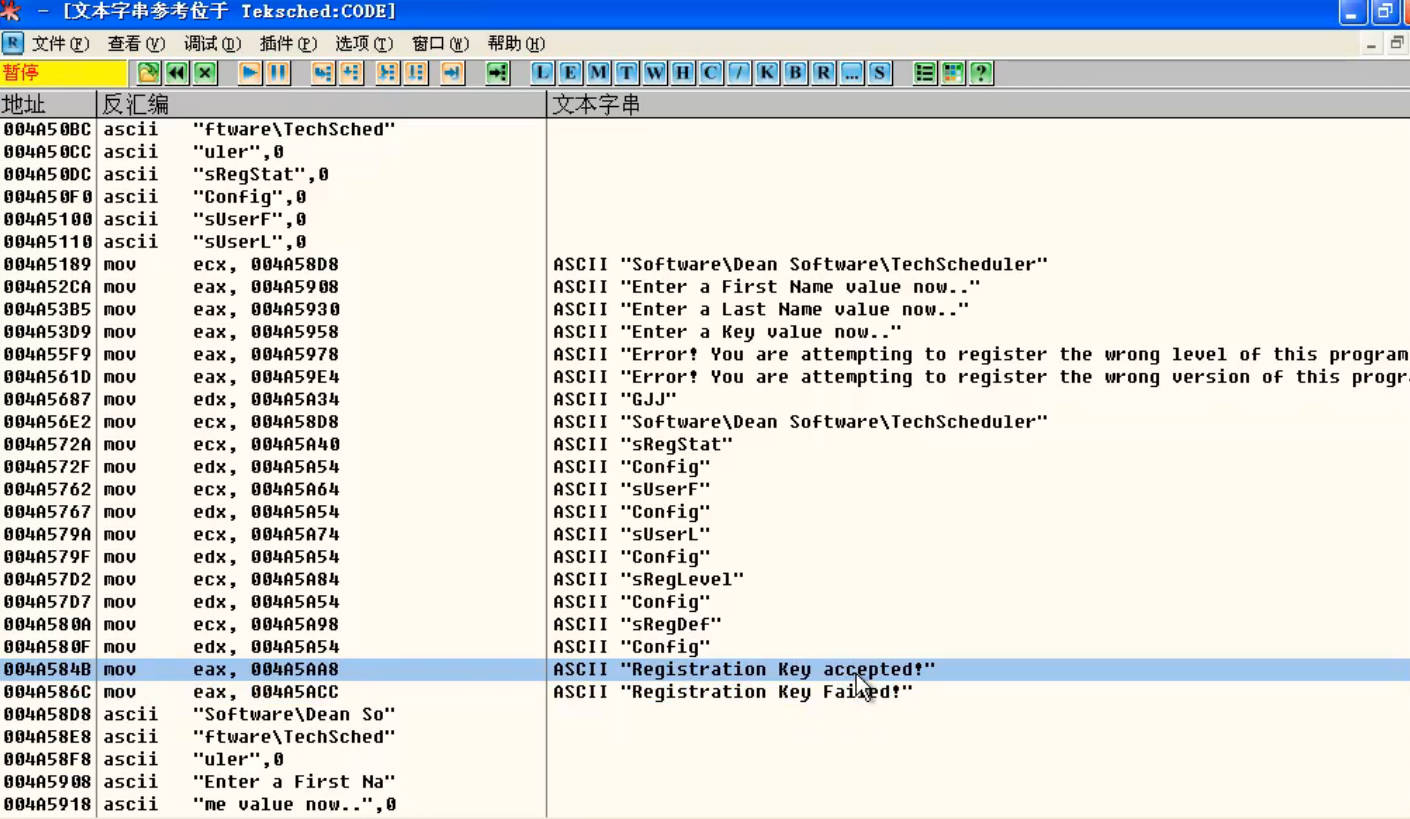 - [文本字串参考位于 Teksched:CODE]
R 文件(F) 查看(V) 调试(D) 插件(P) 选项(T) 窗口(W) 帮助(H)
暂停 L E M T W H C / K B R ... S ?
地址 反汇编 文本字串
004A50BC ascii "ftware\TechSched"
004A50CC ascii "uler",0
004A50DC ascii "sRegStat",0
004A50F0 ascii "Config",0
004A5100 ascii "sUserF",0
004A5110 ascii "sUserL",0
004A5189 mov ecx, 004A58D8 ASCII "Software\Dean Software\TechScheduler"
004A52CA mov eax, 004A5908 ASCII "Enter a First Name value now.."
004A53B5 mov eax, 004A5930 ASCII "Enter a Last Name value now.."
004A53D9 mov eax, 004A5958 ASCII "Enter a Key value now.."
004A55F9 mov eax, 004A5978 ASCII "Error! You are attempting to register the wrong level of this program
004A561D mov eax, 004A59E4 ASCII "Error! You are attempting to register the wrong version of this progr
004A5687 mov edx, 004A5A34 ASCII "GJJ"
004A56E2 mov ecx, 004A58D8 ASCII "Software\Dean Software\TechScheduler"
004A572A mov ecx, 004A5A40 ASCII "sRegStat"
004A572F mov edx, 004A5A54 ASCII "Config"
004A5762 mov ecx, 004A5A64 ASCII "sUserF"
004A5767 mov edx, 004A5A54 ASCII "Config"
004A579A mov ecx, 004A5A74 ASCII "sUserL"
004A579F mov edx, 004A5A54 ASCII "Config"
004A57D2 mov ecx, 004A5A84 ASCII "sRegLevel"
004A57D7 mov edx, 004A5A54 ASCII "Config"
004A580A mov ecx, 004A5A98 ASCII "sRegDef"
004A580F mov edx, 004A5A54 ASCII "Config"
004A584B mov eax, 004A5AA8 ASCII "Registration Key accepted!"
004A586C mov eax, 004A5ACC ASCII "Registration Key Failed!"
004A58D8 ascii "Software\Dean So"
004A58E8 ascii "ftware\TechSched"
004A58F8 ascii "uler",0
004A5908 ascii "Enter a First Na"
004A5918 ascii "me value now..",0